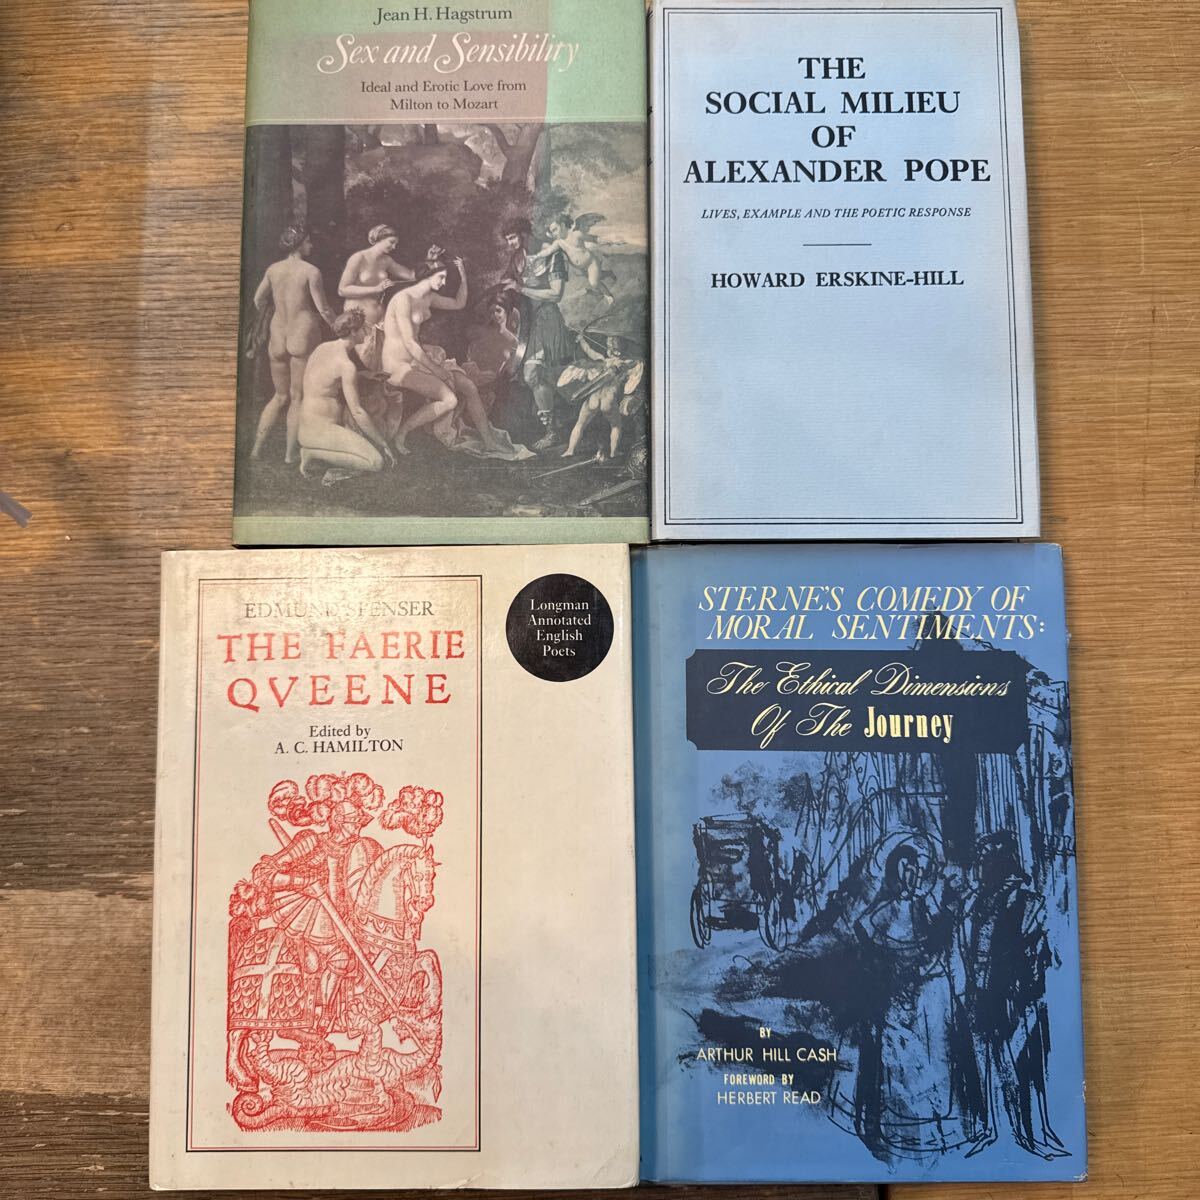 Jean H. Hagstrum
Sex and Sensibility
Ideal and Erotic Love from
Milton to Mozart
THE
SOCIAL MILIEU
OF
ALEXANDER POPE
LIVES, EXAMPLE AND THE POETIC RESPONSE
HOWARD ERSKINE-HILL
EDMUND SPENSER
THE FAERIE
QVEENE
Edited by
A. C. HAMILTON
Longman
Annotated
English
Poets
STERNE'S COMEDY OF
MORAL SENTIMENTS:
The Ethical Dimensions
Of The Journey
BY
ARTHUR HILL CASH
FOREWORD BY
HERBERT READ